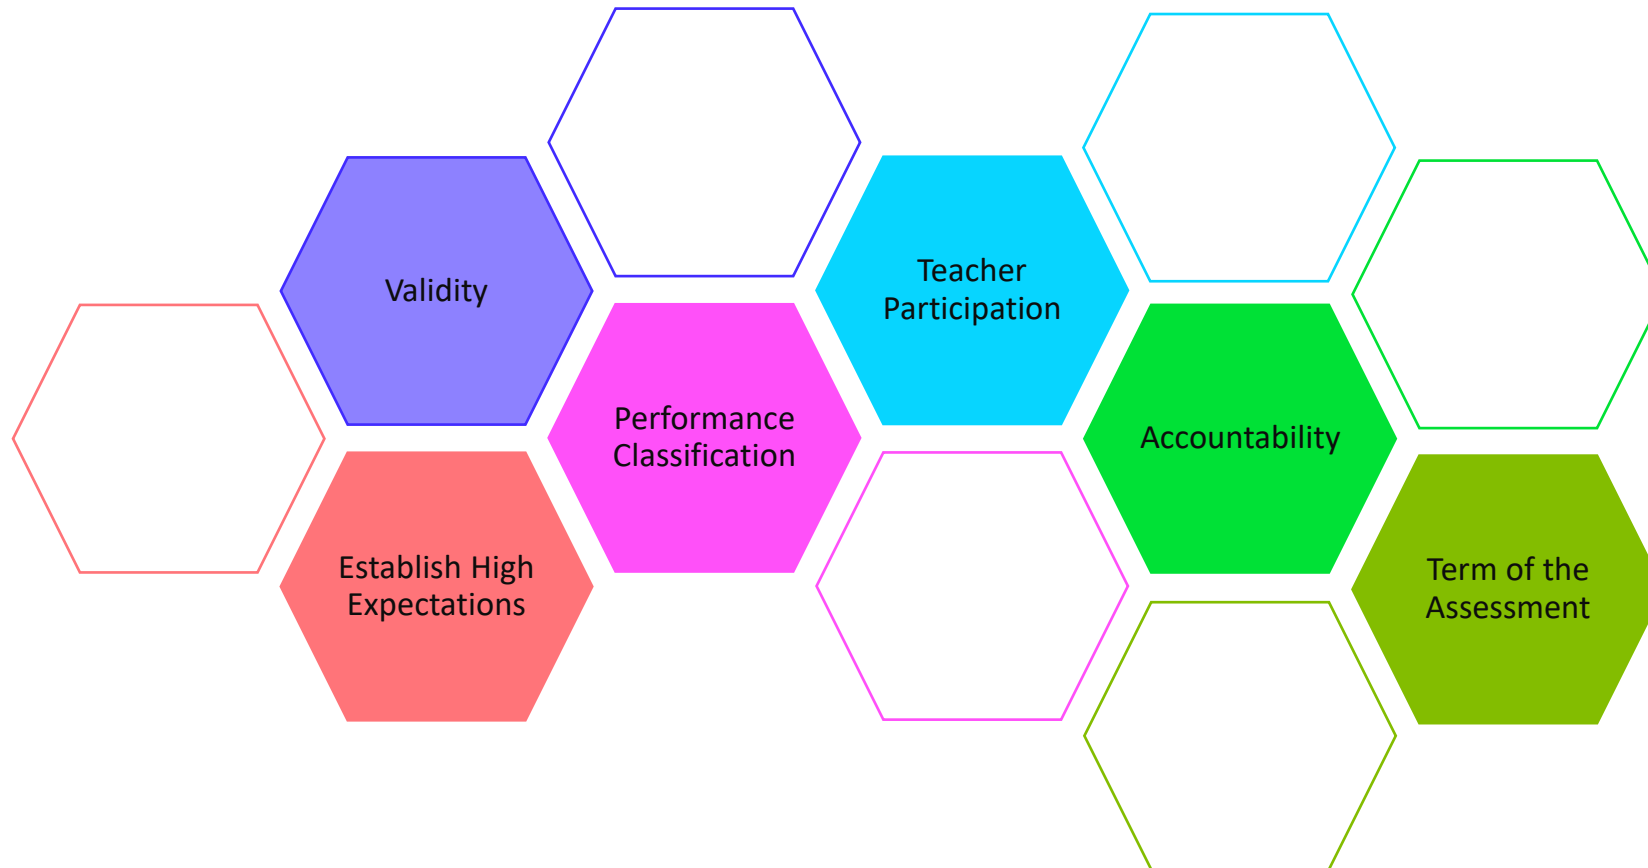 Validity
Teacher
Participation
Performance
Classification
Accountability
Establish High
Expectations
Term of the
Assessment